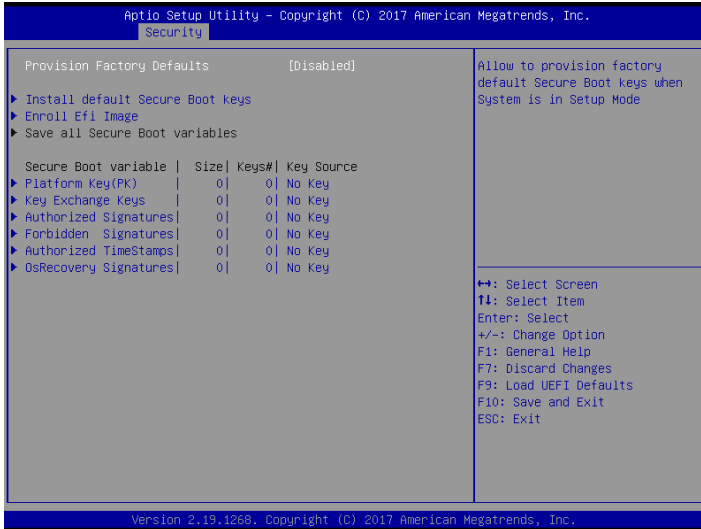 Aptio Setup Utility – Copyright (C) 2017 American Megatrends, Inc.
Security
Provision Factory Defaults [Disabled]
▶ Install default Secure Boot keys
▶ Enroll Efi Image
▶ Save all Secure Boot variables
Secure Boot variable | Size| Keys#| Key Source
▶ Platform Key(PK) | 0| 0| No Key
▶ Key Exchange Keys | 0| 0| No Key
▶ Authorized Signatures| 0| 0| No Key
▶ Forbidden Signatures| 0| 0| No Key
▶ Authorized TimeStamps| 0| 0| No Key
▶ OsRecovery Signatures| 0| 0| No Key
Allow to provision factory
default Secure Boot keys when
System is in Setup Mode
↔: Select Screen
↑↓: Select Item
Enter: Select
+/-: Change Option
F1: General Help
F7: Discard Changes
F9: Load UEFI Defaults
F10: Save and Exit
ESC: Exit
Version 2.19.1268. Copyright (C) 2017 American Megatrends, Inc.